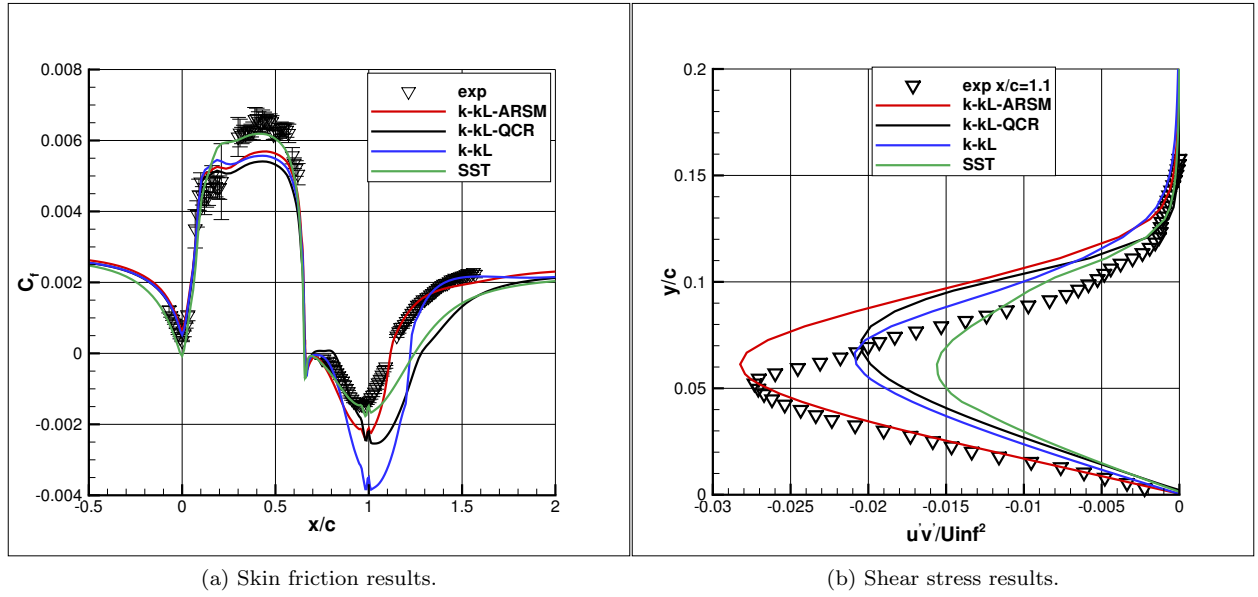 0.008
0.006
0.004
0.002
0
-0.002
-0.004
C_f
-0.5 0 0.5 1 1.5 2
x/c
exp
k-kL-ARSM
k-kL-QCR
k-kL
SST
0.2
0.15
0.1
0.05
0
y/c
-0.03 -0.025 -0.02 -0.015 -0.01 -0.005 0
u'v'/Uinf²
exp x/c=1.1
k-kL-ARSM
k-kL-QCR
k-kL
SST
(a) Skin friction results.
(b) Shear stress results.